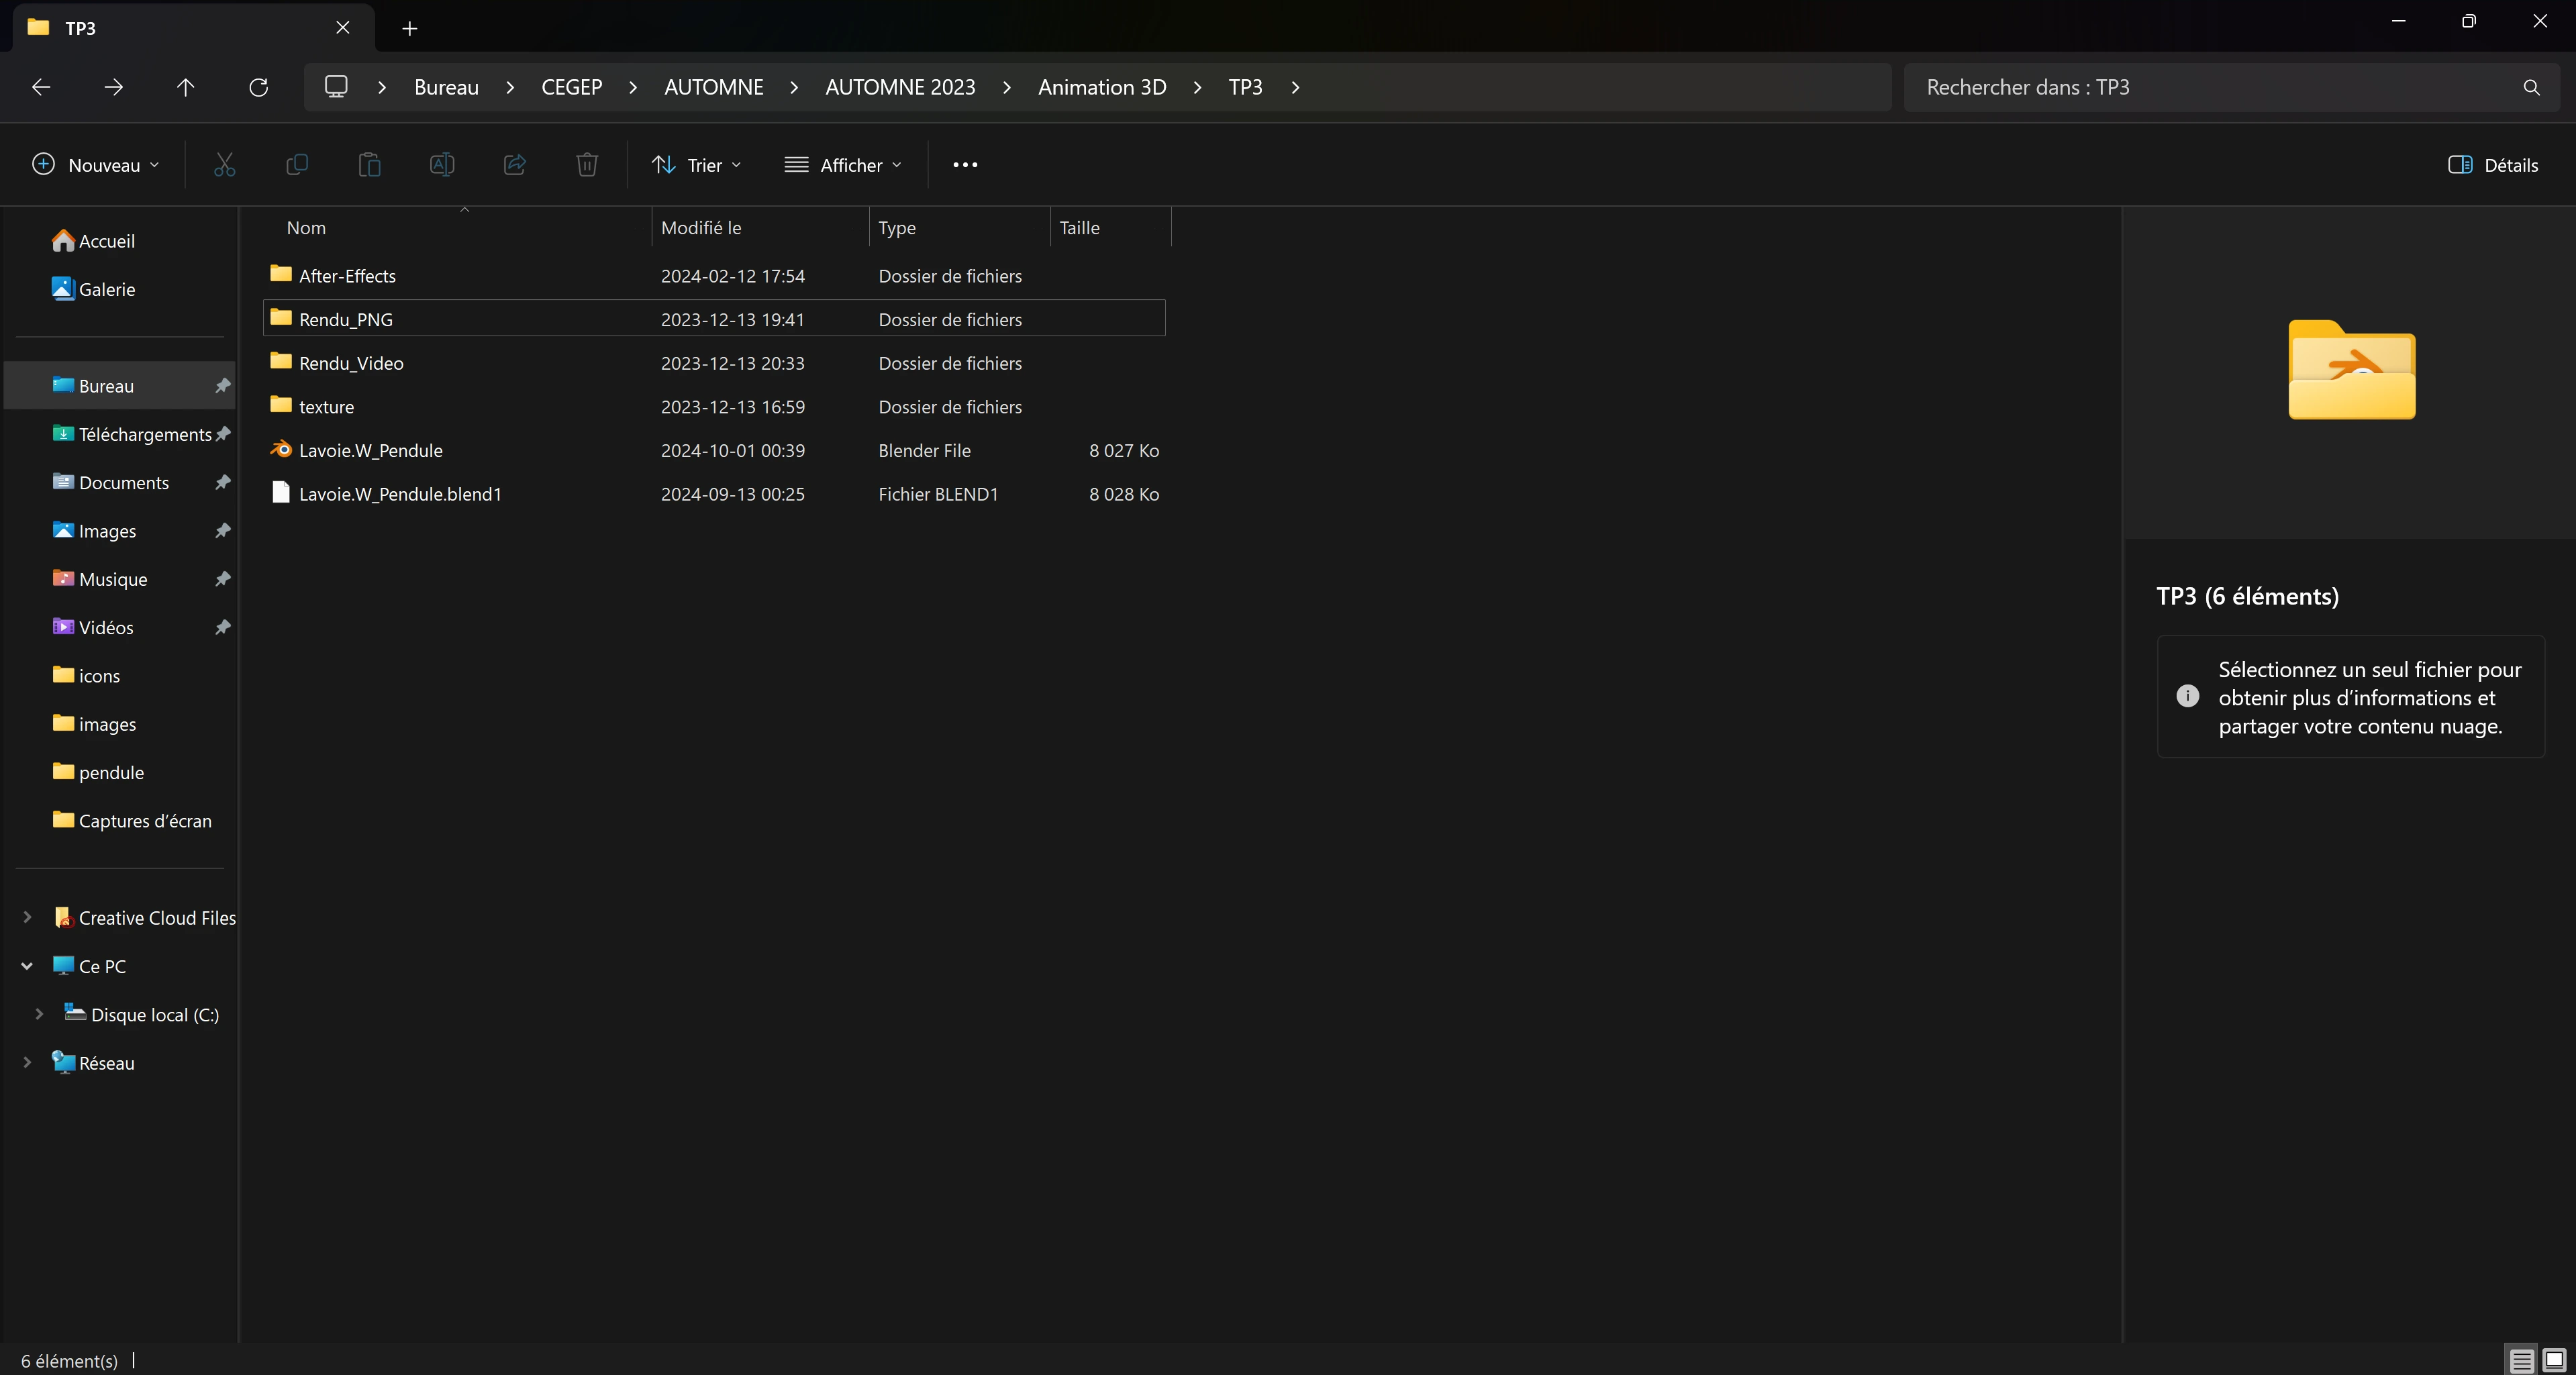 TP3
Bureau > CEGEP > AUTOMNE > AUTOMNE 2023 > Animation 3D > TP3 >
Rechercher dans : TP3
Nouveau
Trier
Afficher
Détails
Accueil
Galerie
Bureau
Téléchargements
Documents
Images
Musique
Vidéos
icons
images
pendule
Captures d'écran
Creative Cloud Files
Ce PC
Disque local (C:)
Réseau
Nom Modifié le Type Taille
After-Effects 2024-02-12 17:54 Dossier de fichiers
Rendu_PNG 2023-12-13 19:41 Dossier de fichiers
Rendu_Video 2023-12-13 20:33 Dossier de fichiers
texture 2023-12-13 16:59 Dossier de fichiers
Lavoie.W_Pendule 2024-10-01 00:39 Blender File 8 027 Ko
Lavoie.W_Pendule.blend1 2024-09-13 00:25 Fichier BLEND1 8 028 Ko
TP3 (6 éléments)
Sélectionnez un seul fichier pour
obtenir plus d'informations et
partager votre contenu nuage.
6 élément(s)